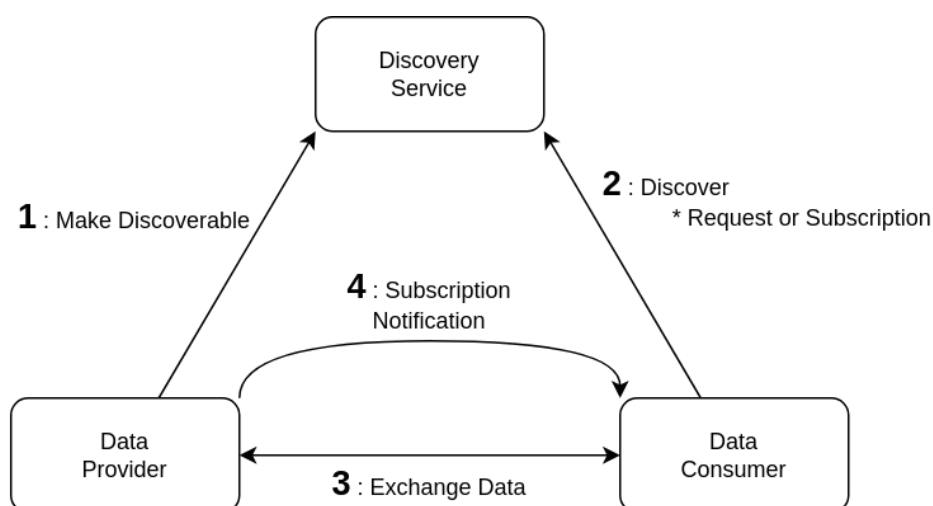 Discovery
Service
1 : Make Discoverable
2 : Discover
* Request or Subscription
4 : Subscription
Notification
Data
Provider
Data
Consumer
3 : Exchange Data